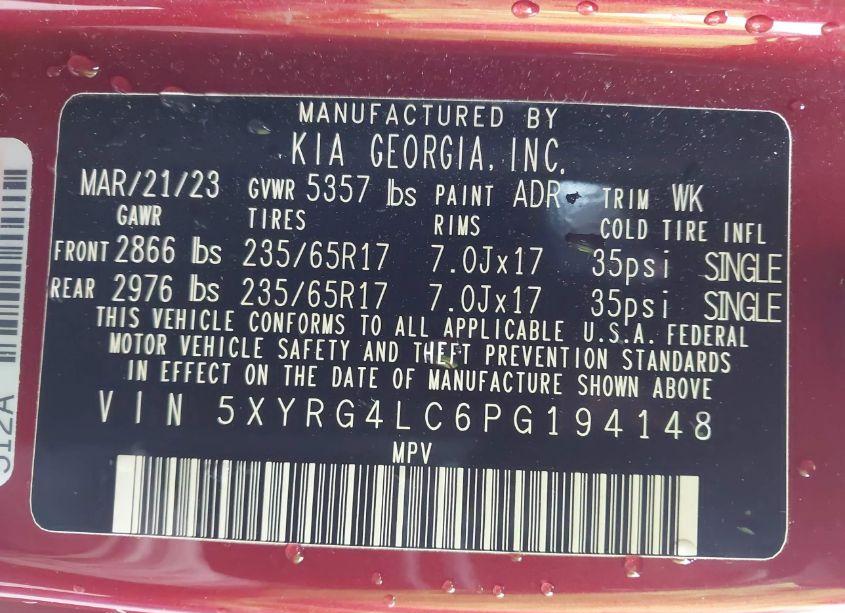 MANUFACTURED BY
KIA GEORGIA, INC.
MAR/21/23 GVWR 5357 lbs PAINT ADR TRIM WK
GAWR TIRES RIMS COLD TIRE INFL
FRONT 2866 lbs 235/65R17 7.0Jx17 35psi SINGLE
REAR 2976 lbs 235/65R17 7.0Jx17 35psi SINGLE
THIS VEHICLE CONFORMS TO ALL APPLICABLE U.S.A. FEDERAL
MOTOR VEHICLE SAFETY AND THEFT PREVENTION STANDARDS
IN EFFECT ON THE DATE OF MANUFACTURE SHOWN ABOVE
VIN 5XYRG4LC6PG194148
MPV